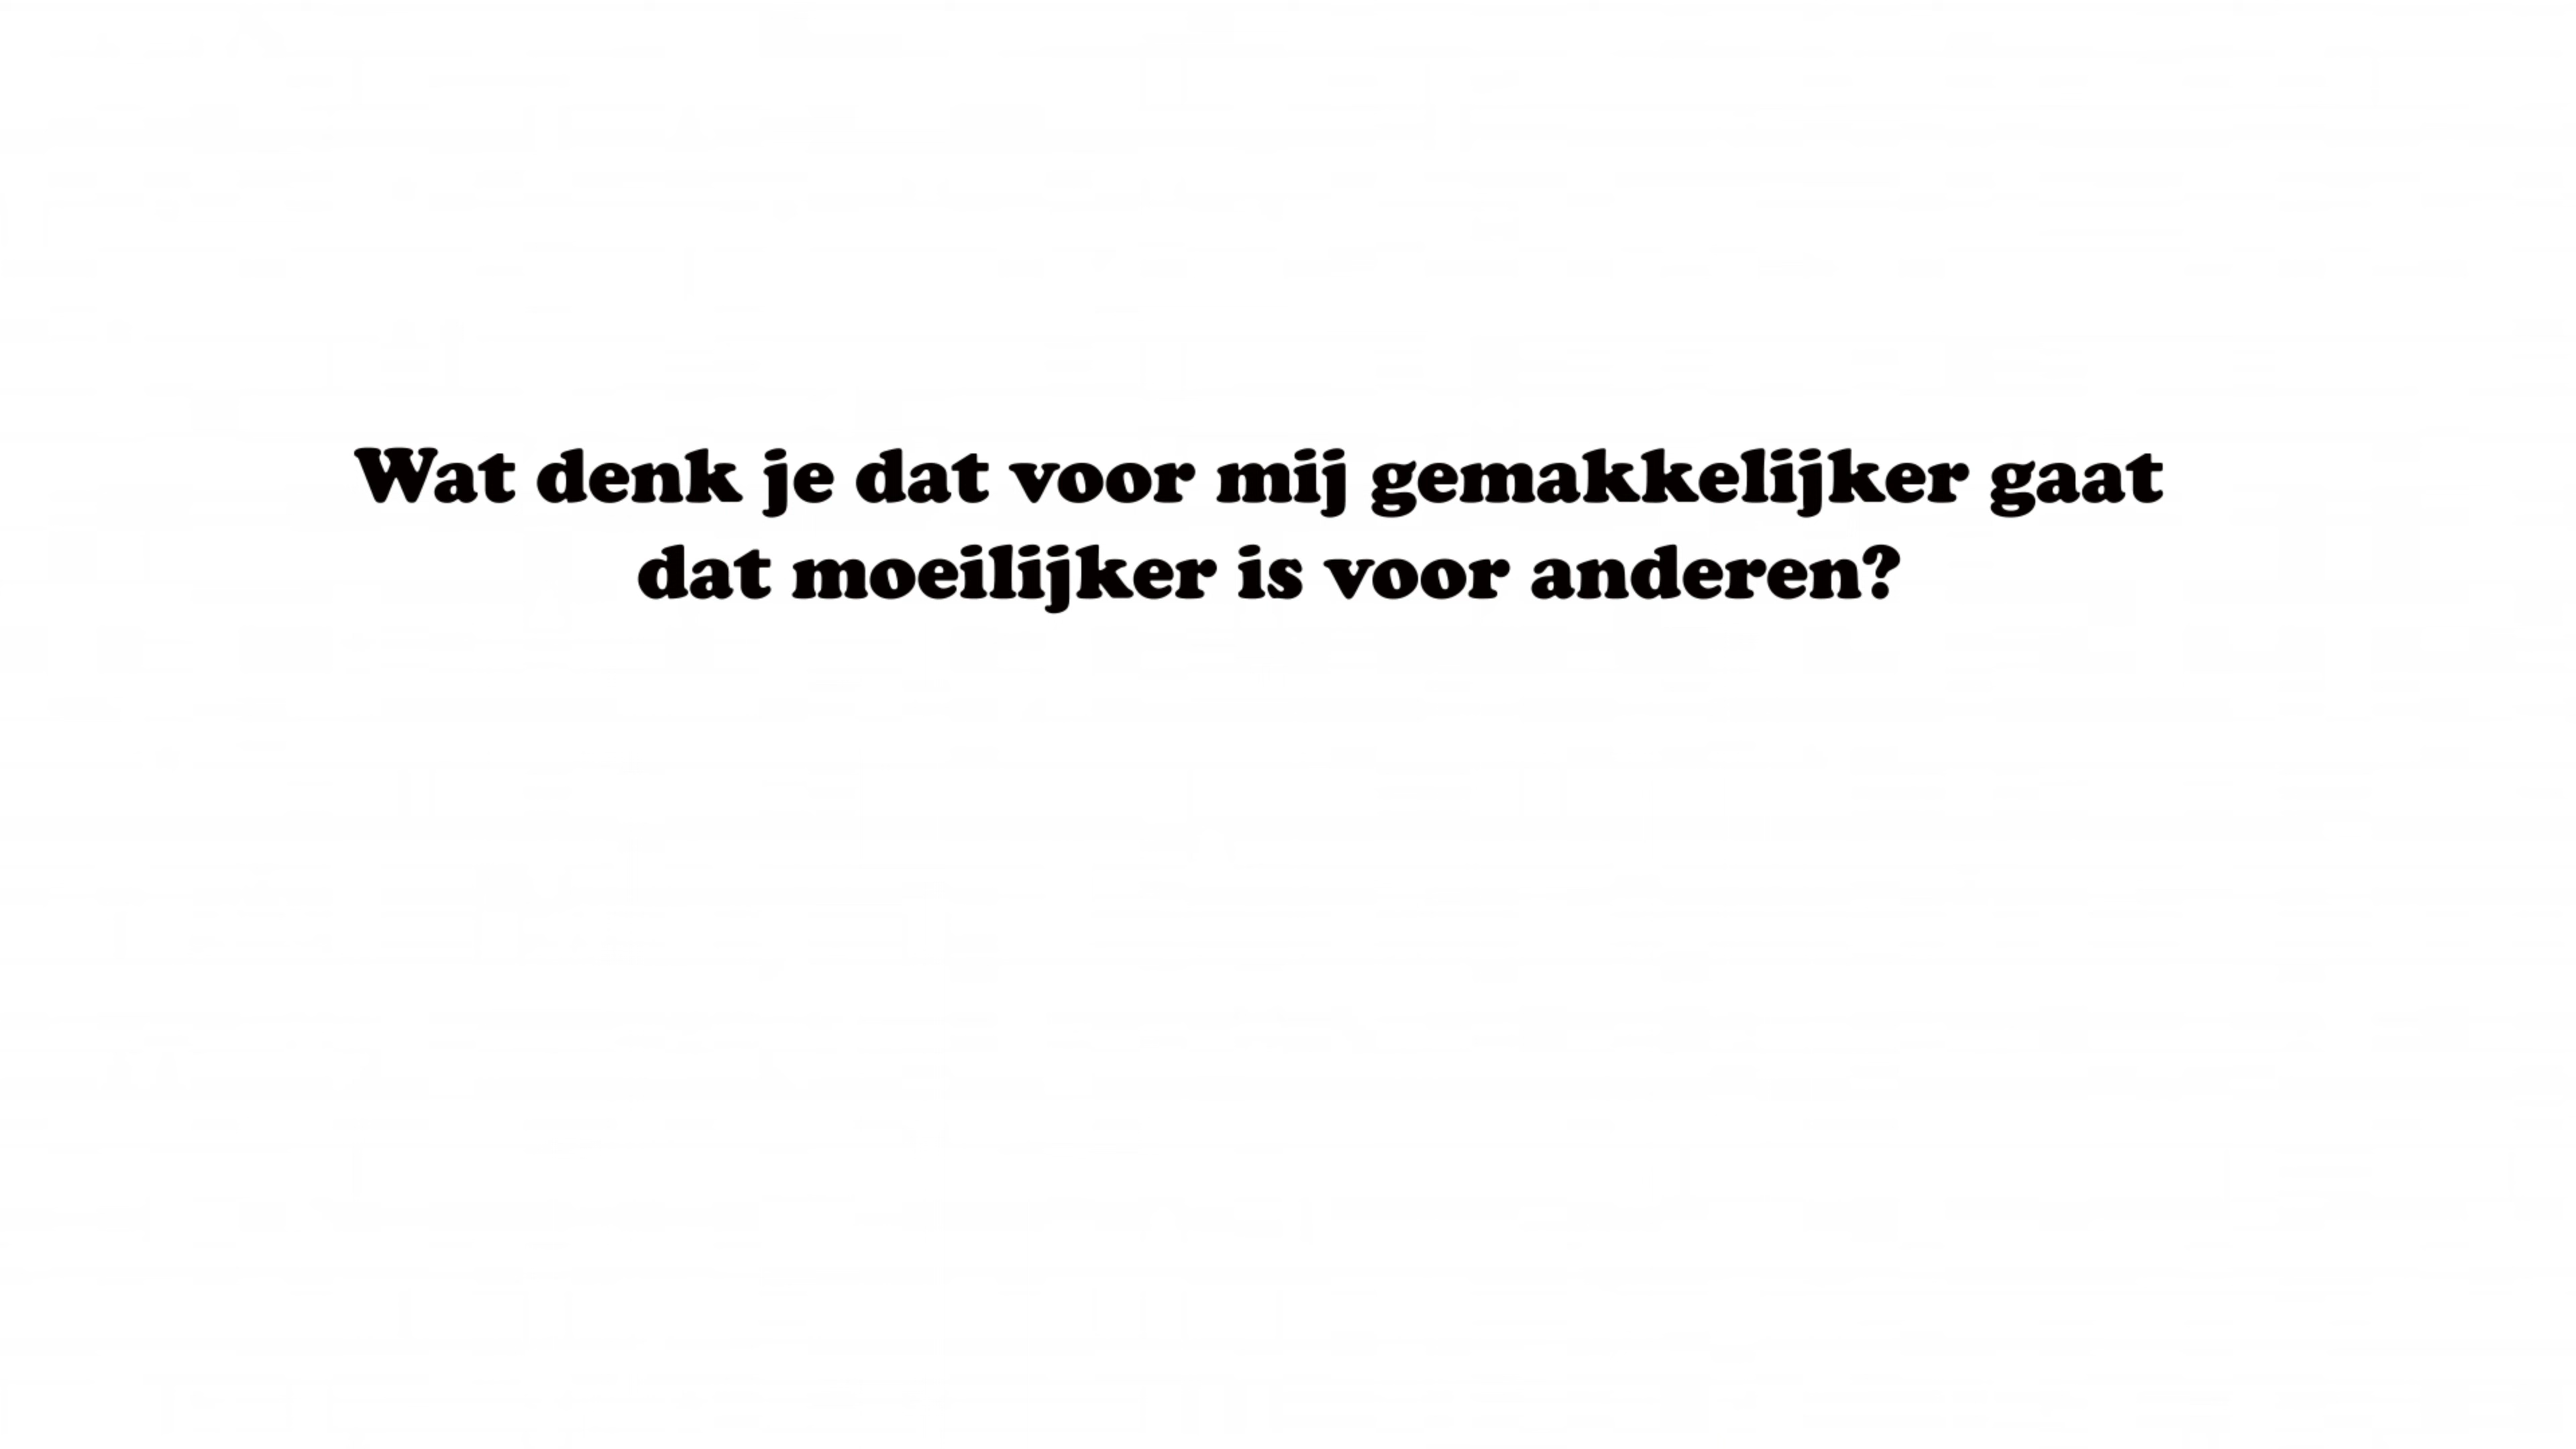 Wat denk je dat voor mij gemakkelijker gaat
dat moeilijker is voor anderen?